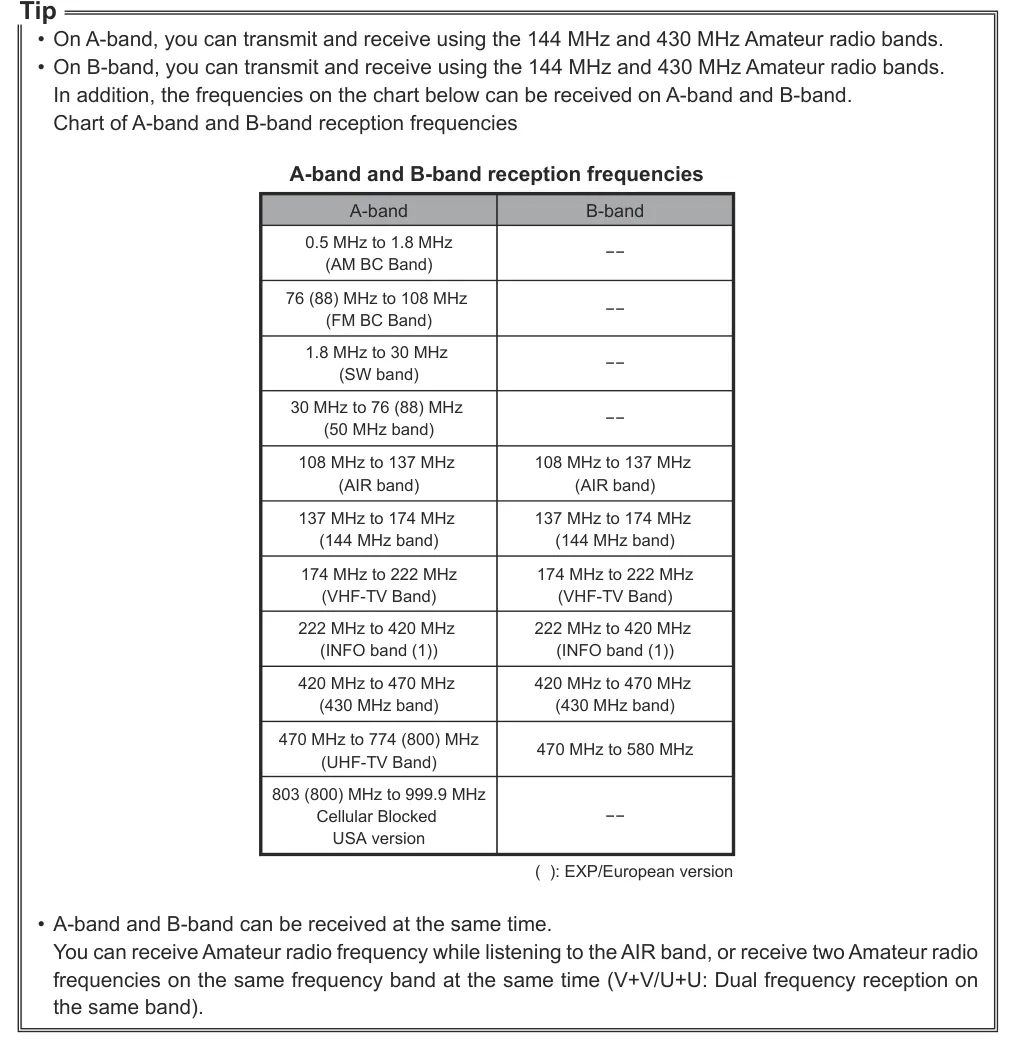 Tip
• On A-band, you can transmit and receive using the 144 MHz and 430 MHz Amateur radio bands.
• On B-band, you can transmit and receive using the 144 MHz and 430 MHz Amateur radio bands.
In addition, the frequencies on the chart below can be received on A-band and B-band.
Chart of A-band and B-band reception frequencies
A-band and B-band reception frequencies
A-band B-band
0.5 MHz to 1.8 MHz
(AM BC Band) --
76 (88) MHz to 108 MHz
(FM BC Band) --
1.8 MHz to 30 MHz
(SW band) --
30 MHz to 76 (88) MHz
(50 MHz band) --
108 MHz to 137 MHz 108 MHz to 137 MHz
(AIR band) (AIR band)
137 MHz to 174 MHz 137 MHz to 174 MHz
(144 MHz band) (144 MHz band)
174 MHz to 222 MHz 174 MHz to 222 MHz
(VHF-TV Band) (VHF-TV Band)
222 MHz to 420 MHz 222 MHz to 420 MHz
(INFO band (1)) (INFO band (1))
420 MHz to 470 MHz 420 MHz to 470 MHz
(430 MHz band) (430 MHz band)
470 MHz to 774 (800) MHz 470 MHz to 580 MHz
(UHF-TV Band)
803 (800) MHz to 999.9 MHz
Cellular Blocked --
USA version
( ): EXP/European version
• A-band and B-band can be received at the same time.
You can receive Amateur radio frequency while listening to the AIR band, or receive two Amateur radio
frequencies on the same frequency band at the same time (V+V/U+U: Dual frequency reception on
the same band).